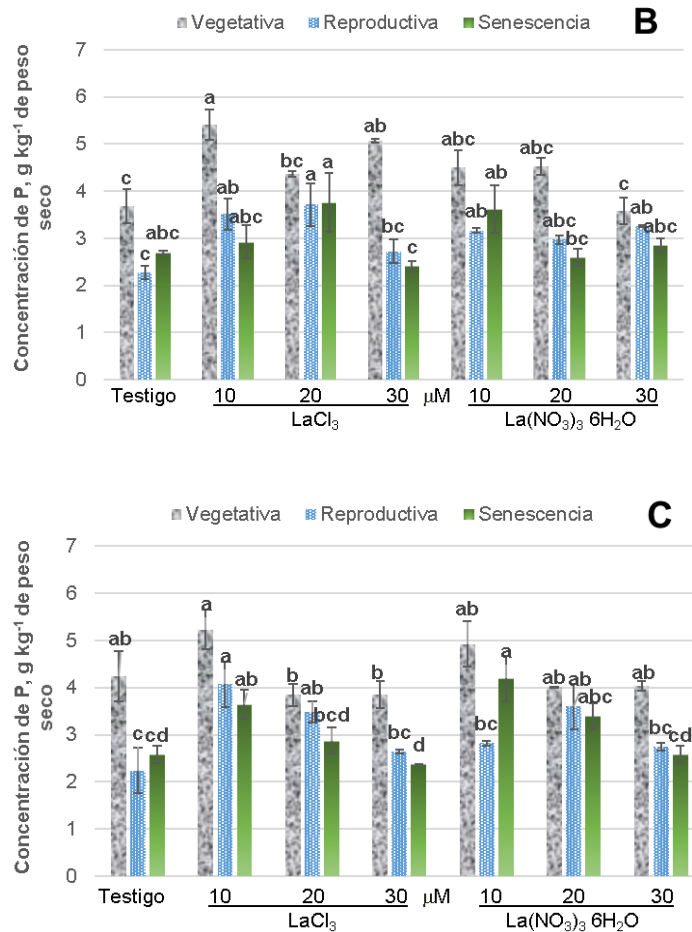 Vegetativa Reproductiva Senescencia B
7
6
5
4
3
2
1
0
Concentración de P, g kg⁻¹ de peso
seco
c c abc
a ab abc
bc a a
ab bc c
abc ab abc
abc abc bc
c ab abc
Testigo 10 20 30 µM 10 20 30
LaCl₃ La(NO₃)₃ 6H₂O
Vegetativa Reproductiva Senescencia C
7
6
5
4
3
2
1
0
Concentración de P, g kg⁻¹ de peso
seco
ab c cd
a a ab
b ab bcd
b bc d
ab bc a
ab ab abc
ab bc cd
Testigo 10 20 30 µM 10 20 30
LaCl₃ La(NO₃)₃ 6H₂O